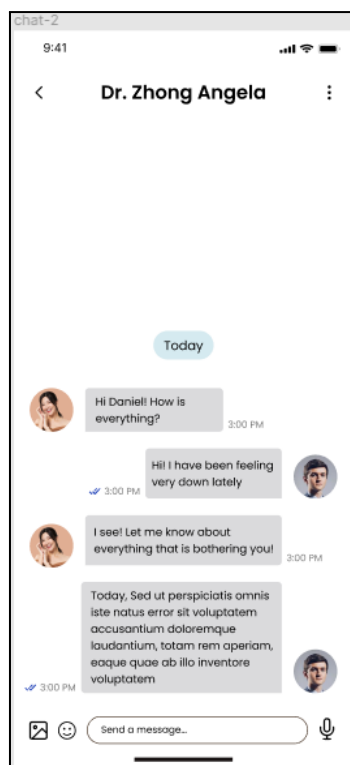 chat-2
9:41
Dr. Zhong Angela
Today
Hi Daniel! How is
everything?
3:00 PM
Hi! I have been feeling
very down lately
3:00 PM
I see! Let me know about
everything that is bothering you!
3:00 PM
Today, Sed ut perspiciatis omnis
iste natus error sit voluptatem
accusantium doloremque
laudantium, totam rem aperiam,
eaque quae ab illo inventore
voluptatem
3:00 PM
Send a message...